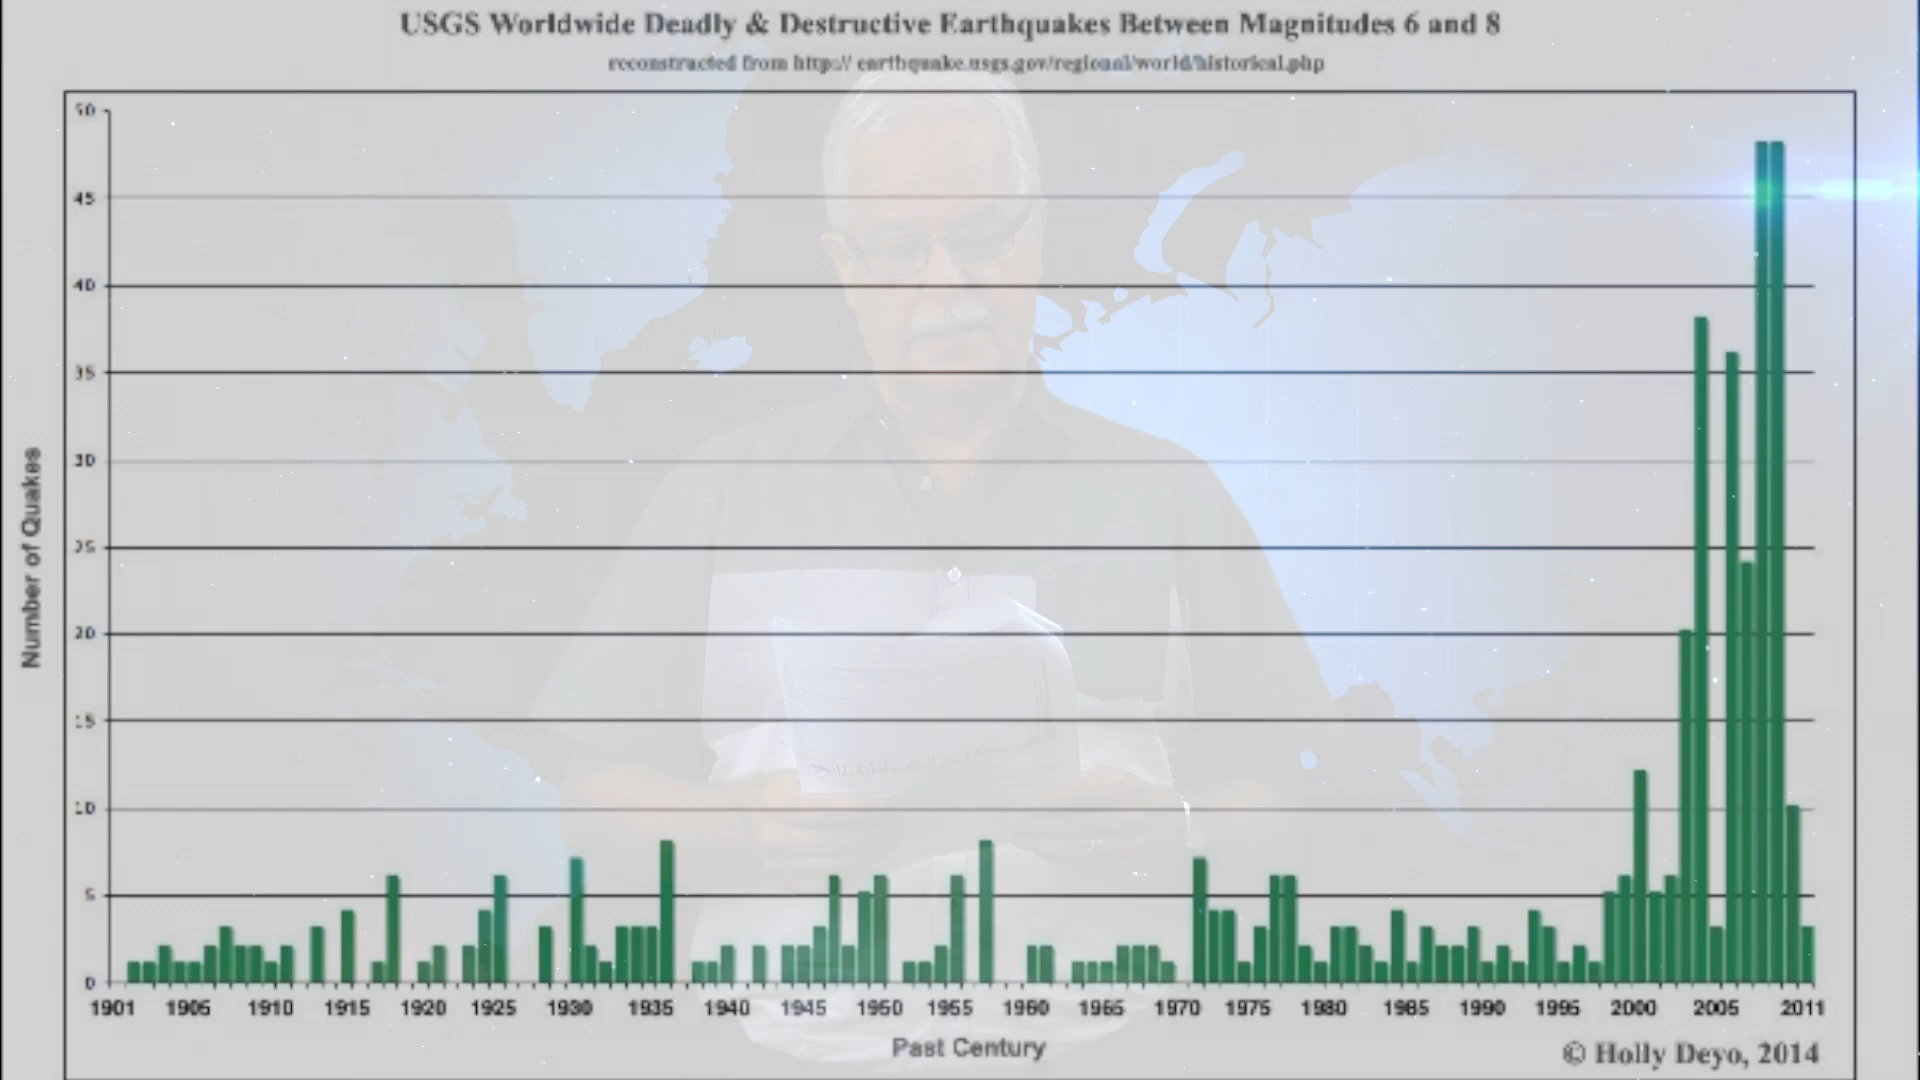 USGS Worldwide Deadly & Destructive Earthquakes Between Magnitudes 6 and 8
reconstructed from http:// earthquake.usgs.gov/regional/world/historical.php
50
45
40
35
30
25
20
15
10
5
0
Number of Quakes
1901 1905 1910 1915 1920 1925 1930 1935 1940 1945 1950 1955 1960 1965 1970 1975 1980 1985 1990 1995 2000 2005 2011
Past Century
© Holly Deyo, 2014